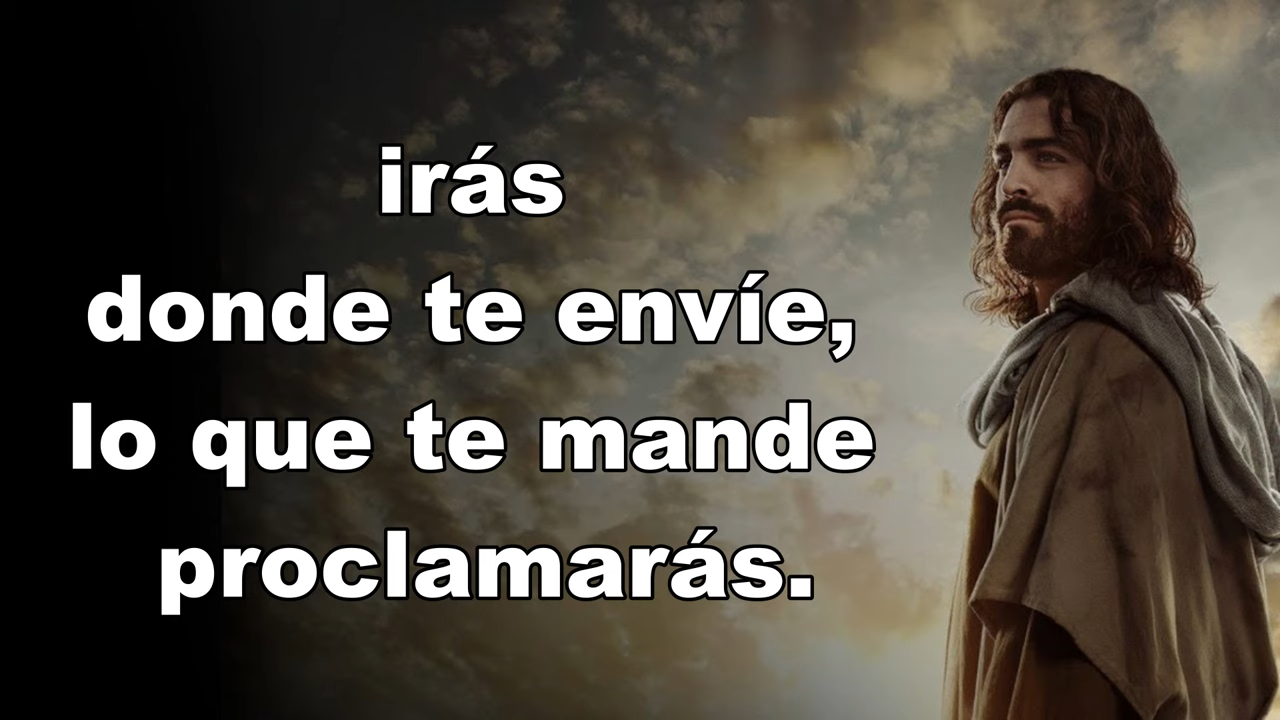 irás
donde te envíe,
lo que te mande
proclamarás.